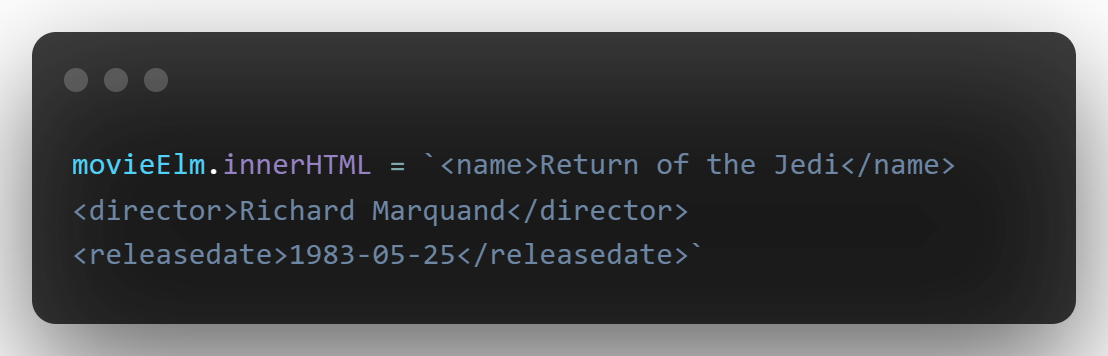 movieElm.innerHTML = `<name>Return of the Jedi</name>
<director>Richard Marquand</director>
<releasedate>1983-05-25</releasedate>`